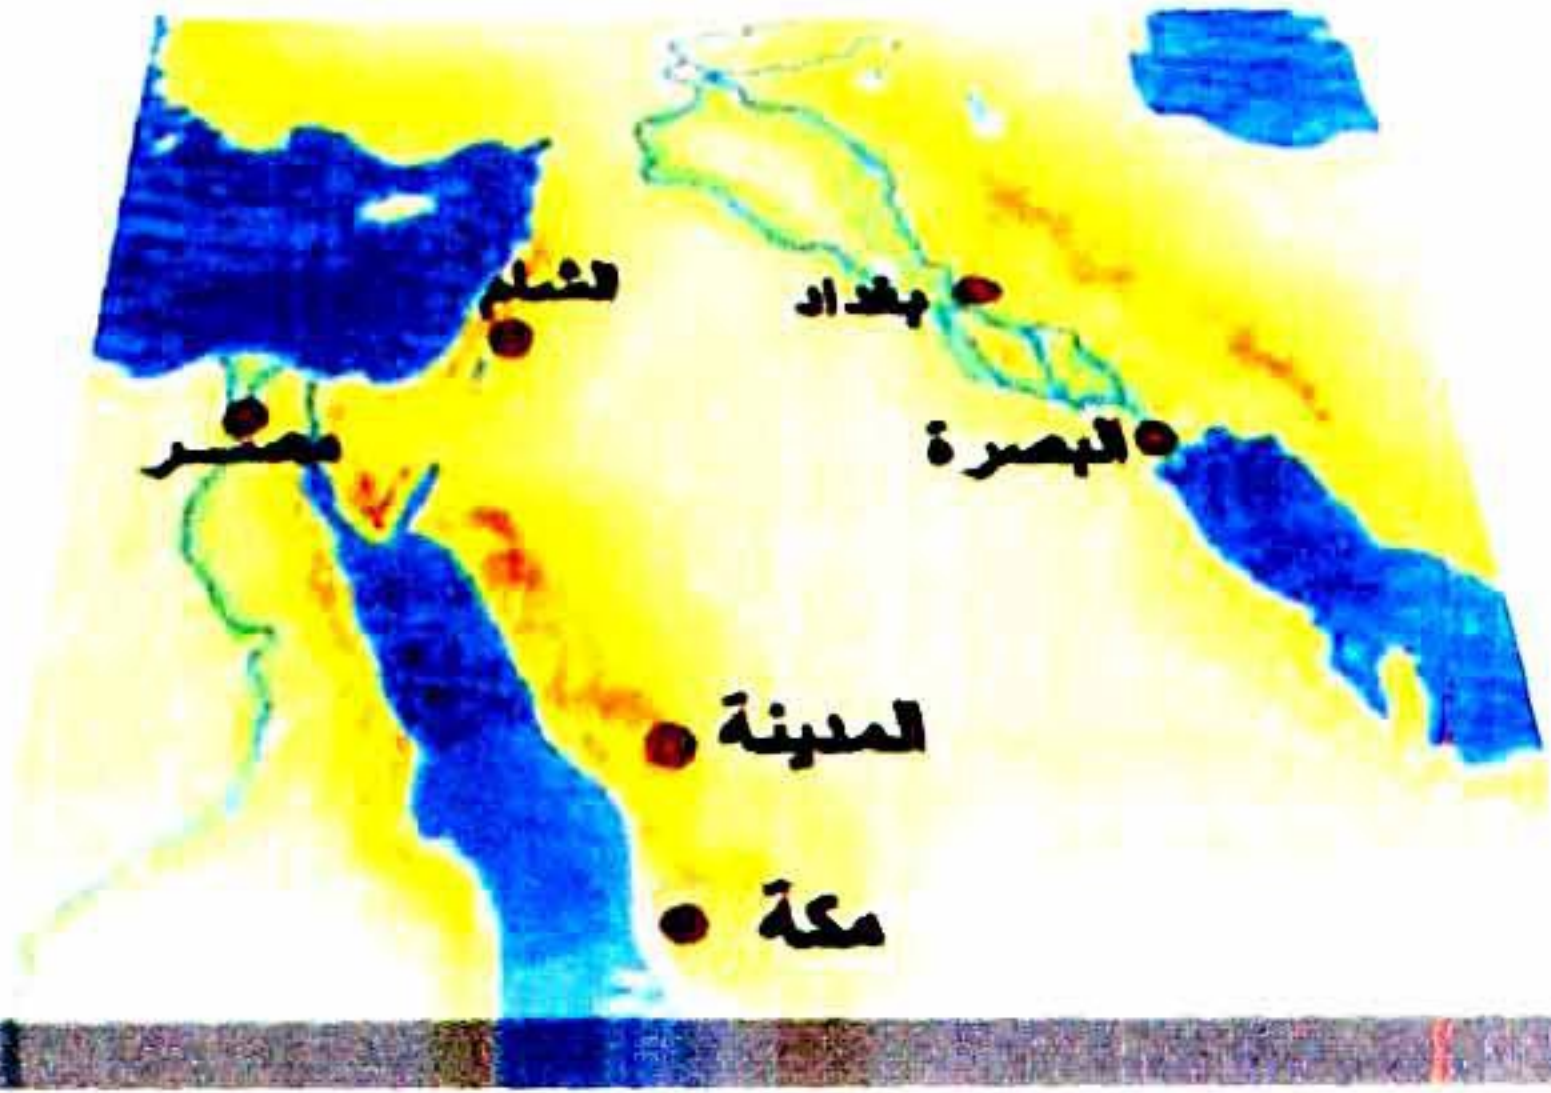 الشام
بغداد
مصر
البصرة
المدينة
مكة